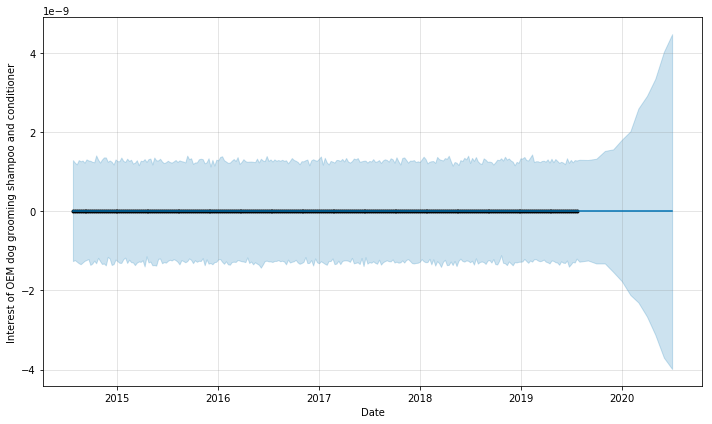 1e−9
4
2
0
−2
−4
Interest of OEM dog grooming shampoo and conditioner
2015 2016 2017 2018 2019 2020
Date